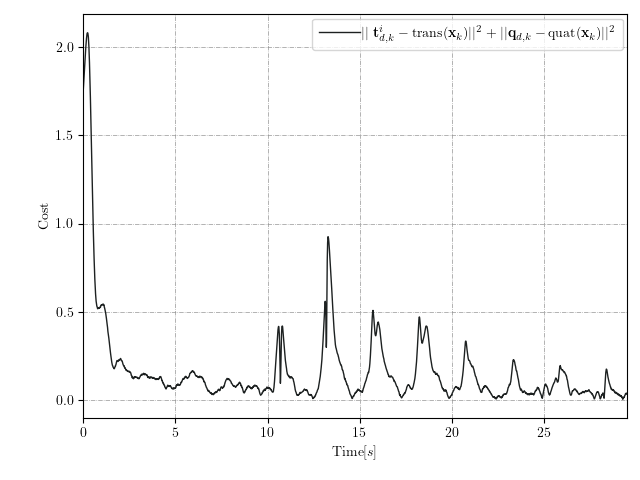 || t^i_{d,k} − trans(x_k)||^2 + ||q_{d,k} − quat(x_k)||^2
2.0
1.5
1.0
0.5
0.0
Cost
0 5 10 15 20 25
Time[s]